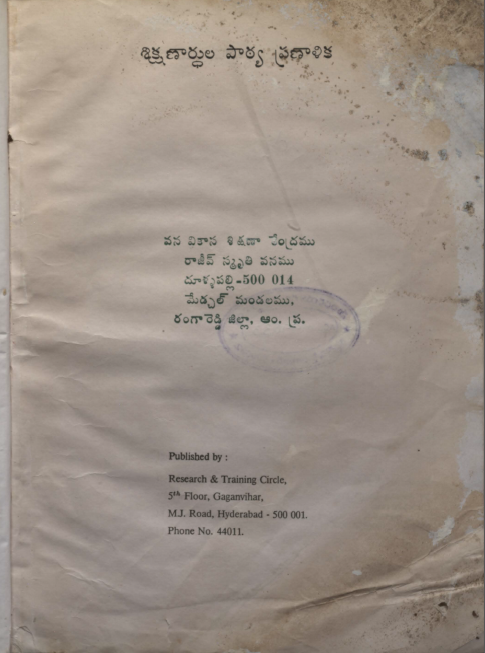 శిక్షణార్థుల పాఠ్య ప్రణాళిక
వన వికాస శిక్షణా కేంద్రము
రాజీవ్ స్మృతి వనము
దూళ్ళపల్లి-500 014
మేడ్చల్ మండలము,
రంగారెడ్డి జిల్లా, ఆం. ప్ర.
Published by :
Research & Training Circle,
5th Floor, Gaganvihar,
M.J. Road, Hyderabad - 500 001.
Phone No. 44011.